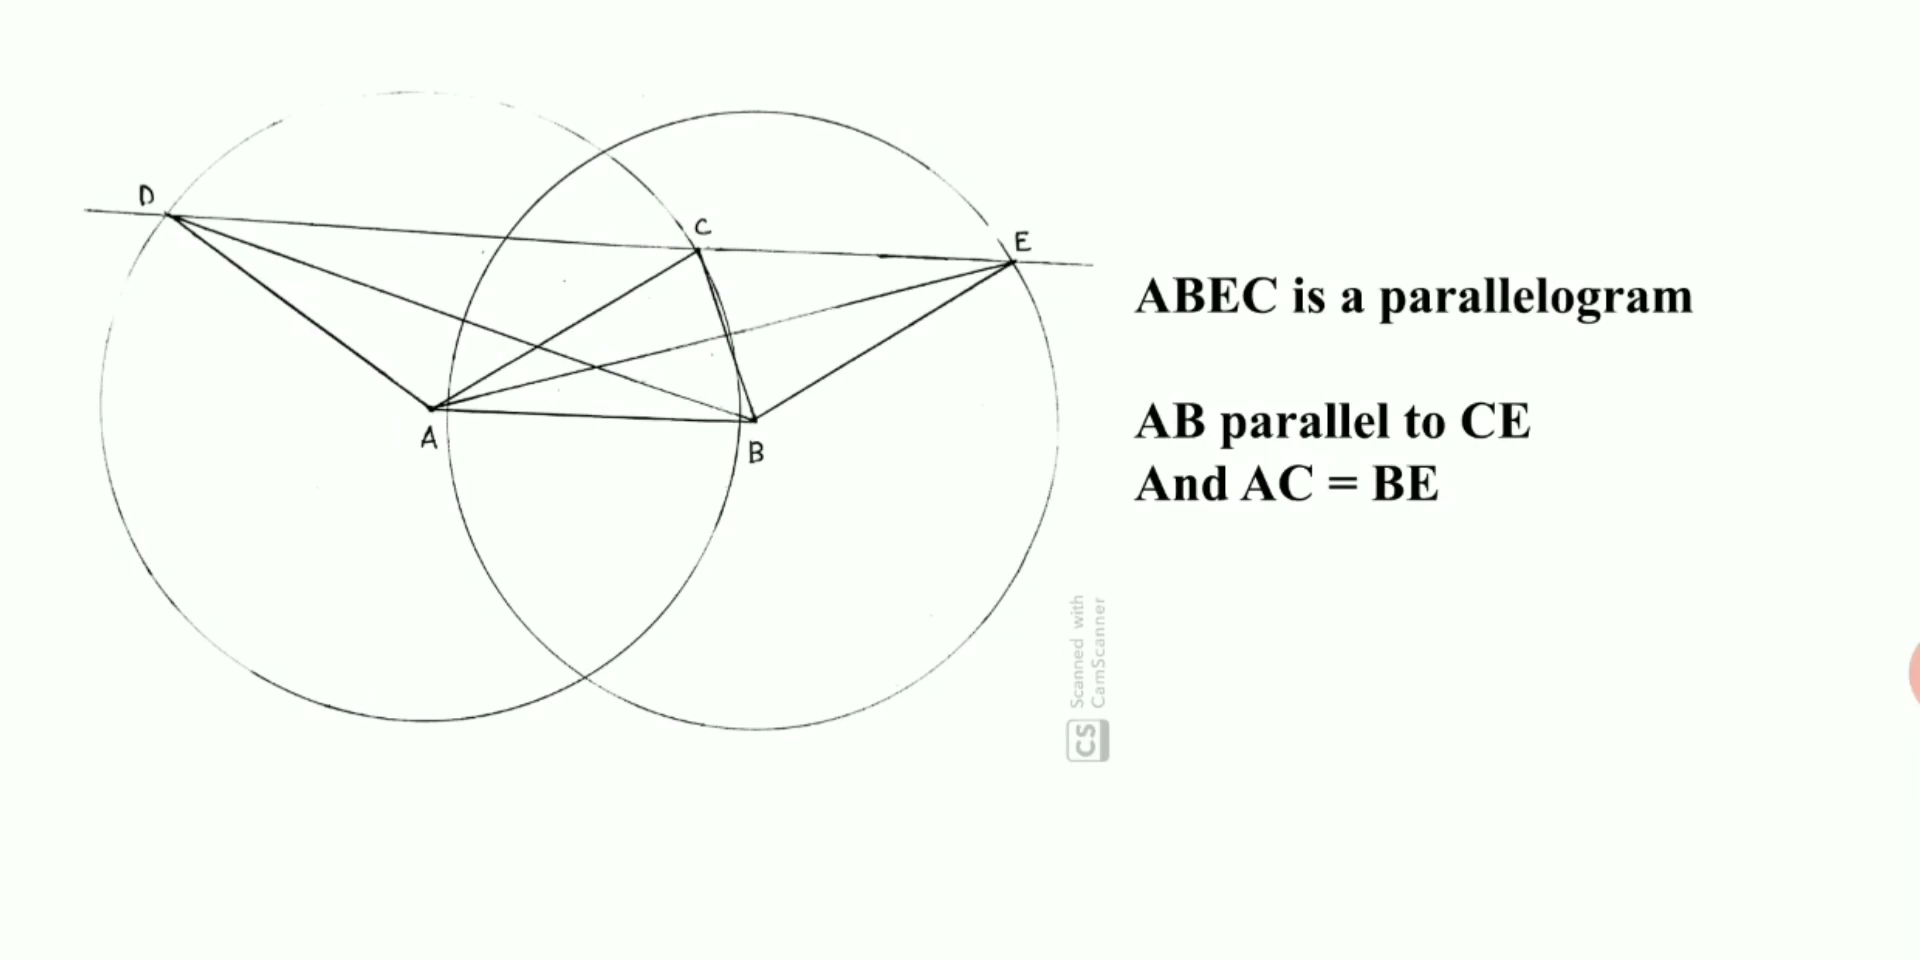 D
C
E
A
B
ABEC is a parallelogram
AB parallel to CE
And AC = BE
Scanned with
CamScanner
CS